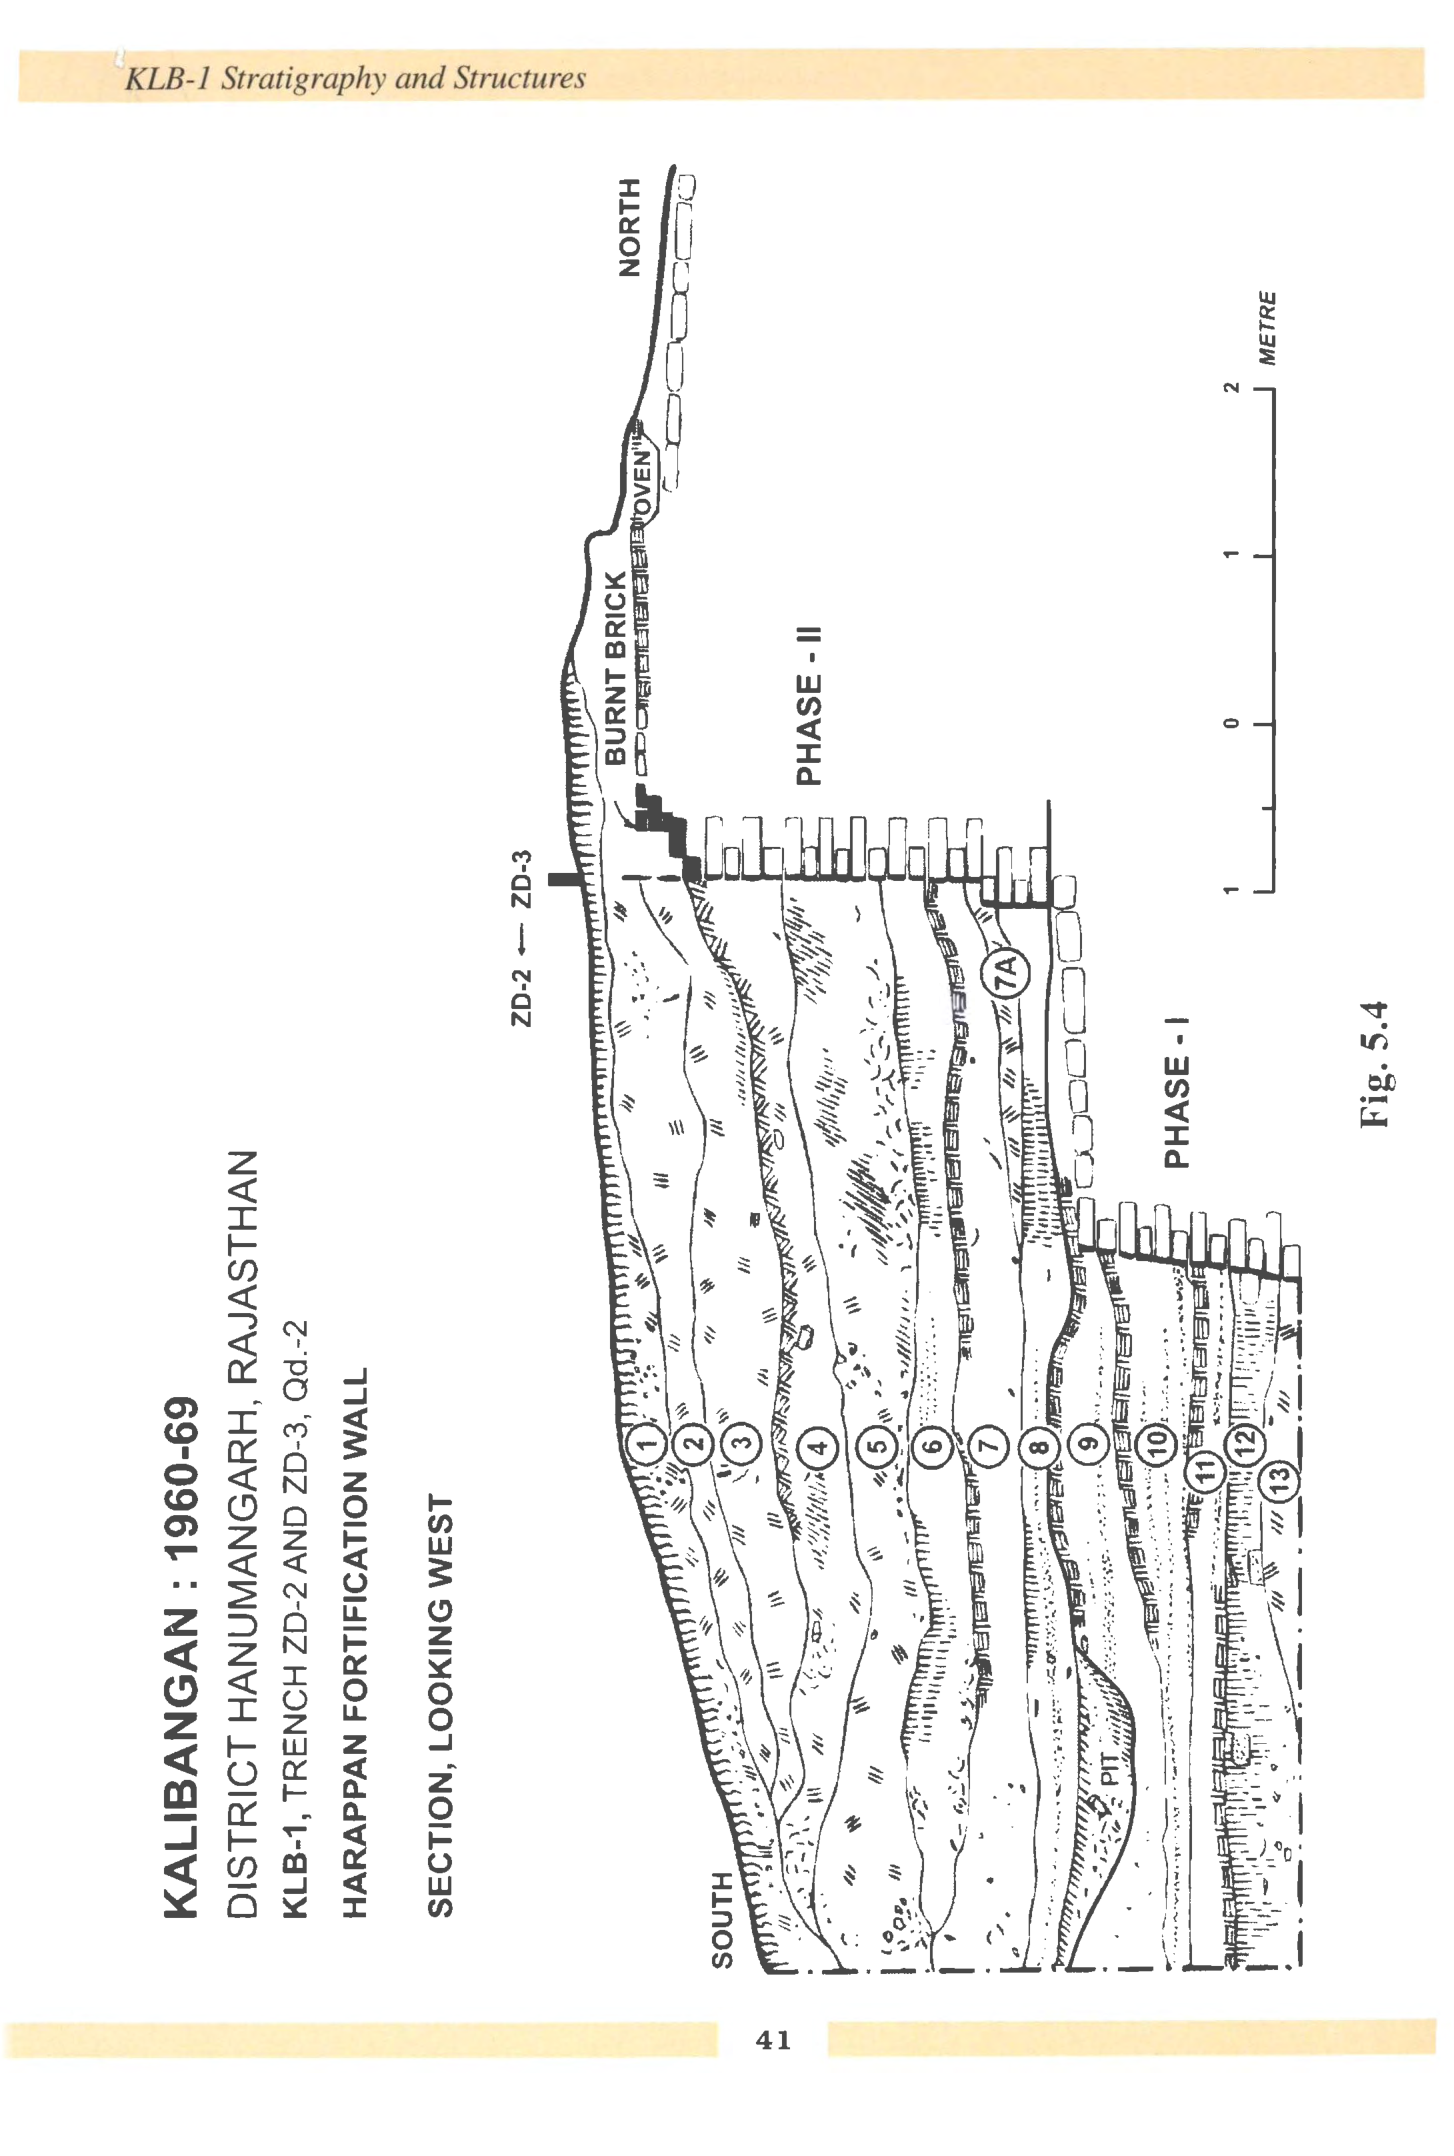 KLB-1 Stratigraphy and Structures
KALIBANGAN : 1960-69
DISTRICT HANUMANGARH, RAJASTHAN
KLB-1, TRENCH ZD-2 AND ZD-3, Qd.-2
HARAPPAN FORTIFICATION WALL
SECTION, LOOKING WEST
ZD-2 ← ZD-3
SOUTH
NORTH
BURNT BRICK
OVEN
PHASE - II
1
2
3
4
5
6
7
7A
8
9
10
11
12
13
PIT
PHASE - I
1 0 1 2
METRE
Fig. 5.4
41